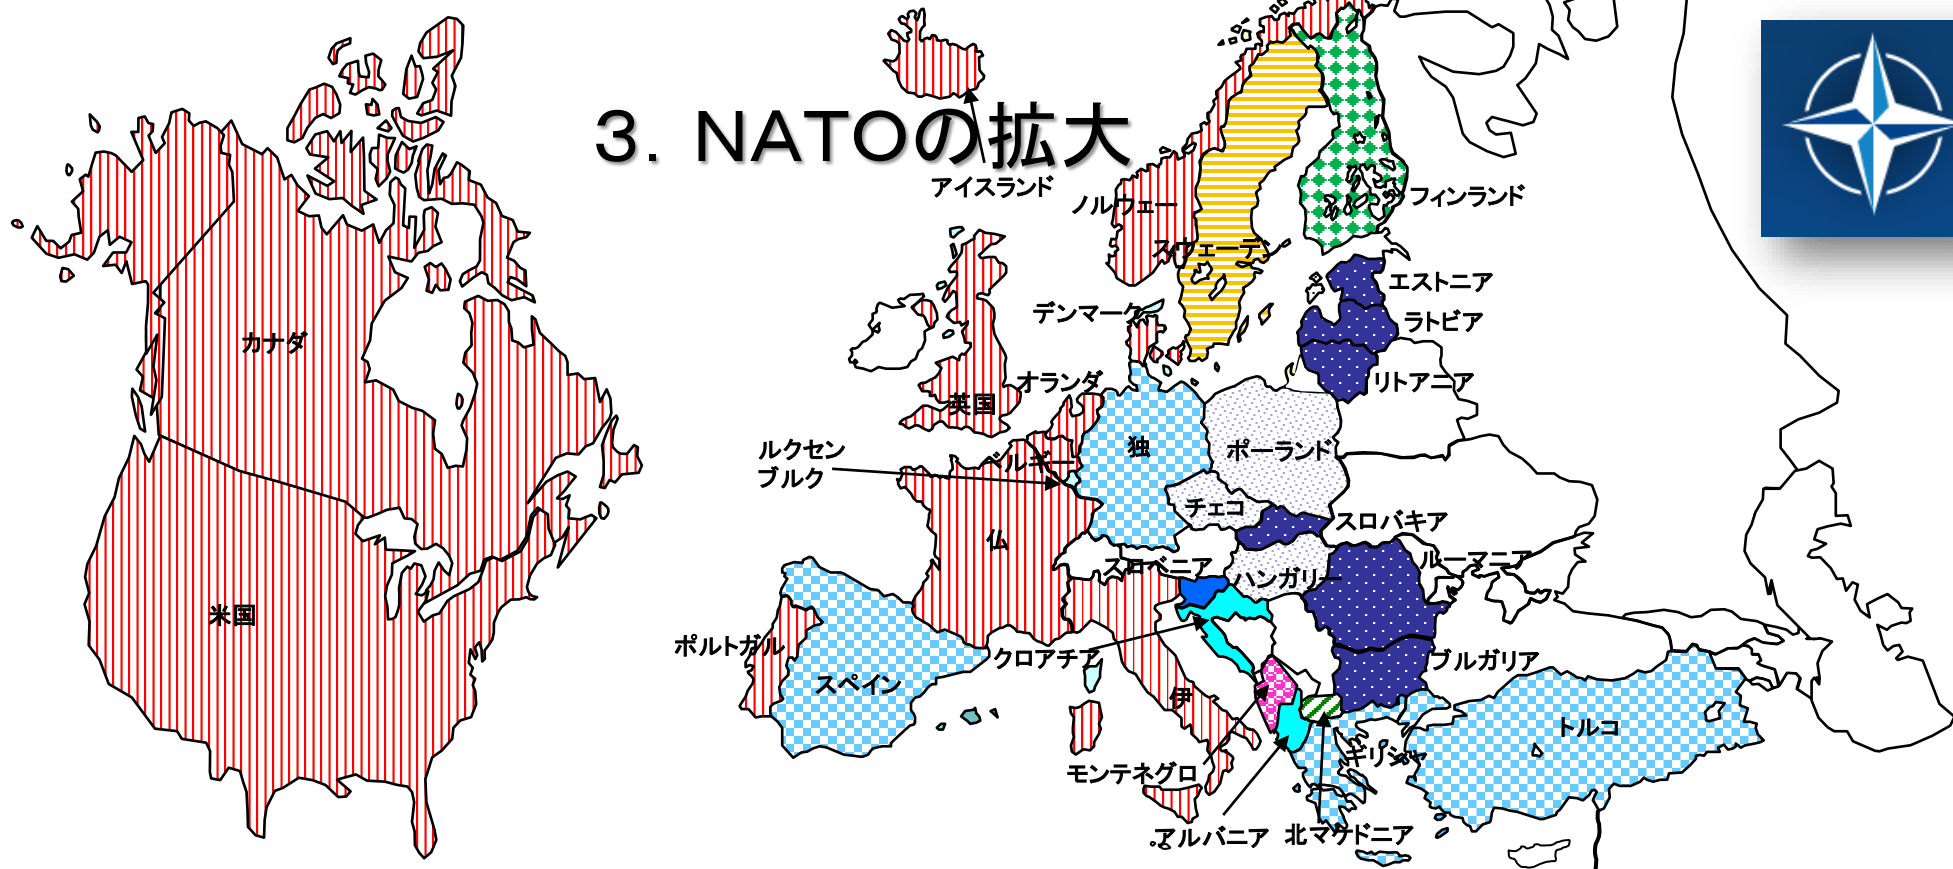 3. NATOの拡大
アイスランド
ノルウェー
フィンランド
スウェーデン
エストニア
デンマーク
ラトビア
カナダ
オランダ
リトアニア
英国
ルクセン
ブルク
ベルギー
独
ポーランド
チェコ
スロバキア
仏
スロベニア
ハンガリー
ルーマニア
米国
ポルトガル
スペイン
クロアチア
ブルガリア
伊
トルコ
ギリシャ
モンテネグロ
アルバニア
北マケドニア